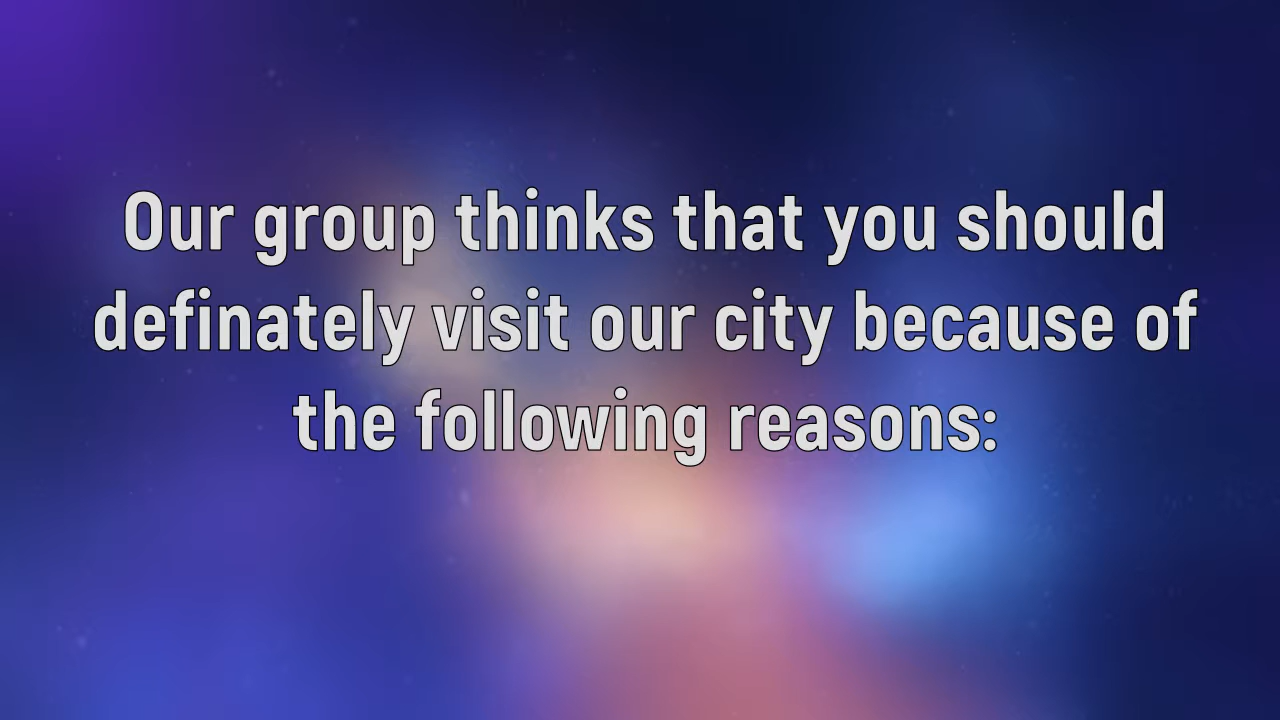 Our group thinks that you should
definately visit our city because of
the following reasons: